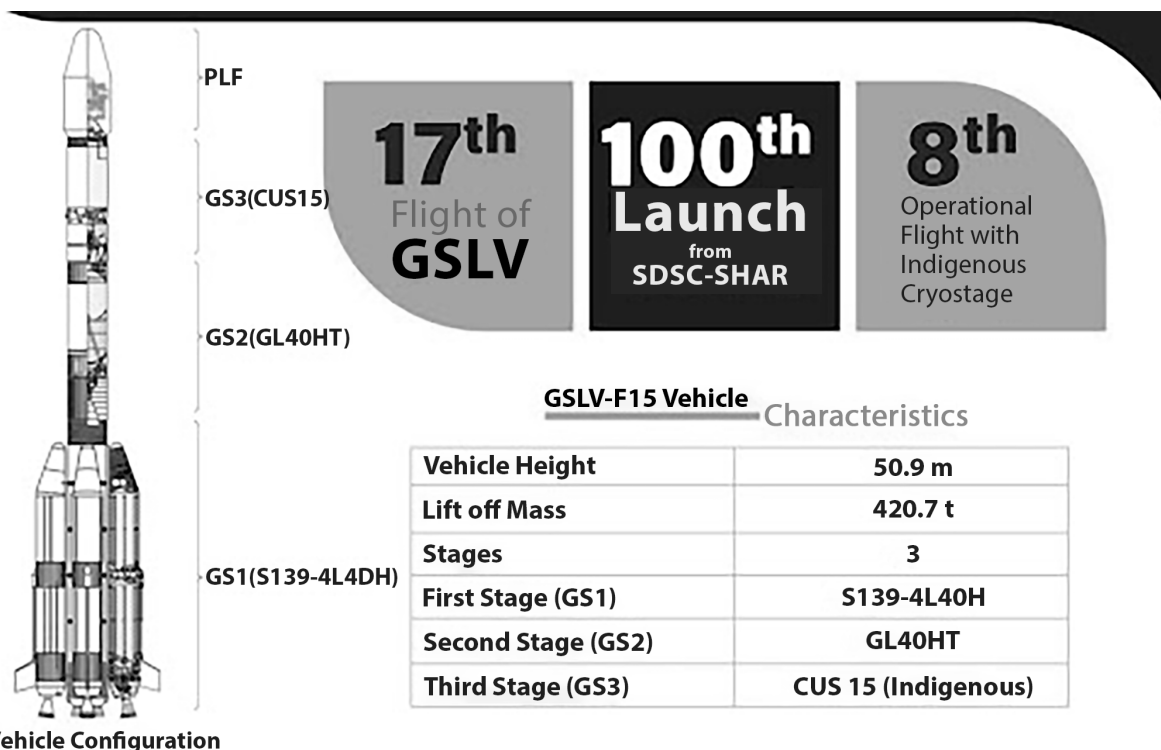 PLF
GS3(CUS15)
GS2(GL40HT)
GS1(S139-4L4DH)
ehicle Configuration
17th
Flight of
GSLV
100th
Launch
from
SDSC-SHAR
8th
Operational
Flight with
Indigenous
Cryostage
GSLV-F15 Vehicle Characteristics
Vehicle Height 50.9 m
Lift off Mass 420.7 t
Stages 3
First Stage (GS1) S139-4L40H
Second Stage (GS2) GL40HT
Third Stage (GS3) CUS 15 (Indigenous)